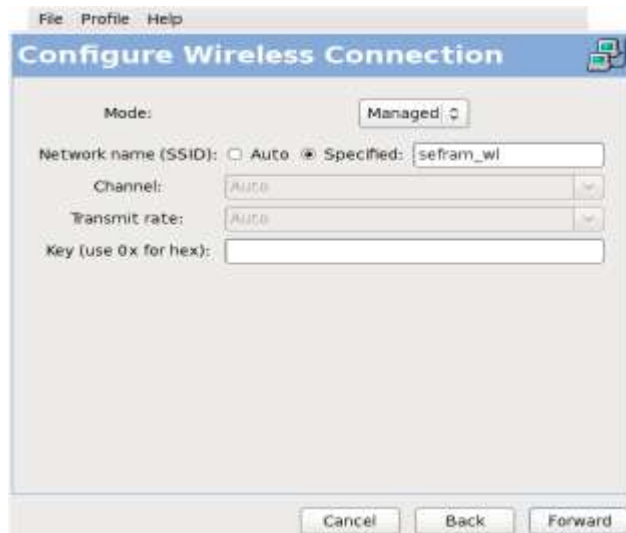 File Profile Help
Configure Wireless Connection
Mode: Managed
Network name (SSID): Auto Specified: sefram_wl
Channel: Auto
Transmit rate: Auto
Key (use 0x for hex):
Cancel Back Forward